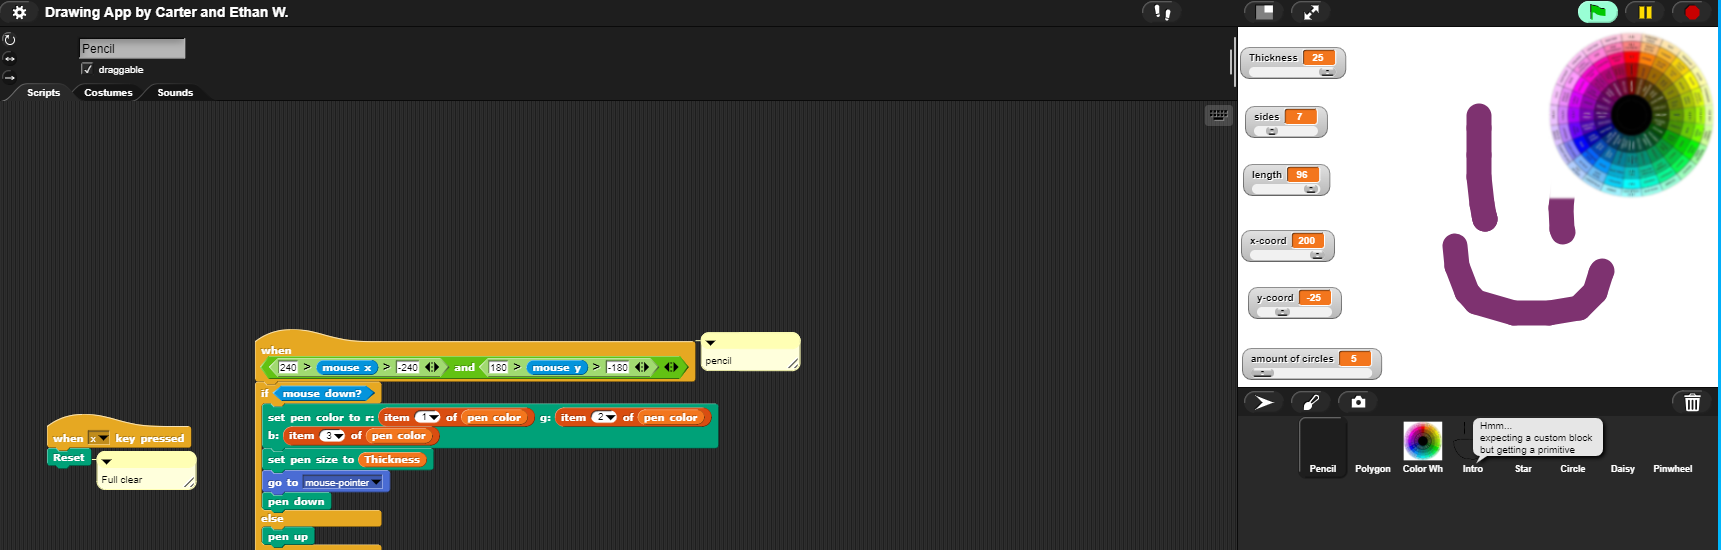 Drawing App by Carter and Ethan W.
Pencil
draggable
Scripts Costumes Sounds
when
240 > mouse x > -240 and 180 > mouse y > -180
pencil
if mouse down?
set pen color to r: item 1 of pen color g: item 2 of pen color
b: item 3 of pen color
set pen size to Thickness
go to mouse-pointer
pen down
else
pen up
when x key pressed
Reset
Full clear
Thickness 25
sides 7
length 96
x-coord 200
y-coord -25
amount of circles 5
Hmm...
expecting a custom block
but getting a primitive
Pencil Polygon Color Wh Intro Star Circle Daisy Pinwheel